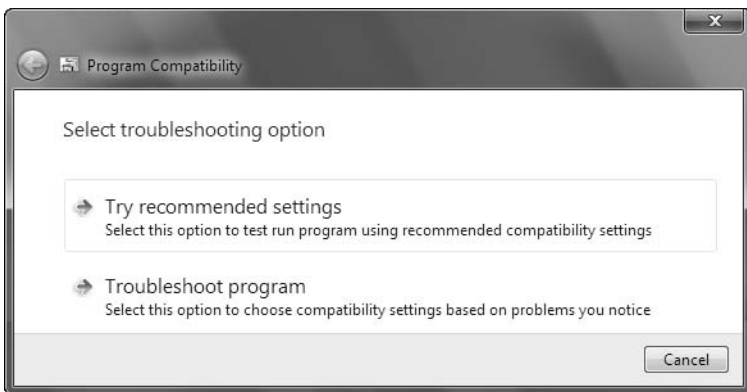 Program Compatibility
Select troubleshooting option
Try recommended settings
Select this option to test run program using recommended compatibility settings
Troubleshoot program
Select this option to choose compatibility settings based on problems you notice
Cancel